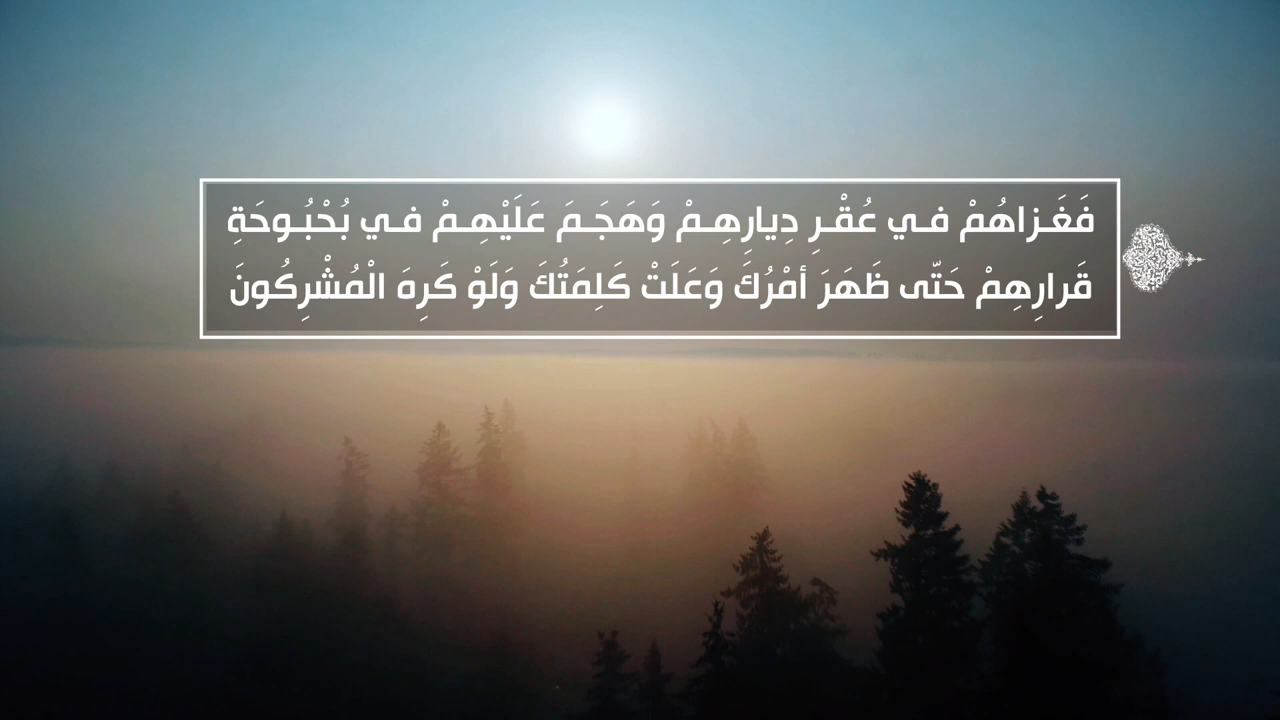 فَغَـزاهُمْ فـي عُقْـرِ دِيارِهِـمْ وَهَجَـمَ عَلَيْهِـمْ فـي بُحْبُـوحَةِ
قَرارِهِمْ حَتّى ظَهَرَ أمْرُكَ وَعَلَتْ كَلِمَتُكَ وَلَوْ كَرِهَ الْمُشْرِكُونَ